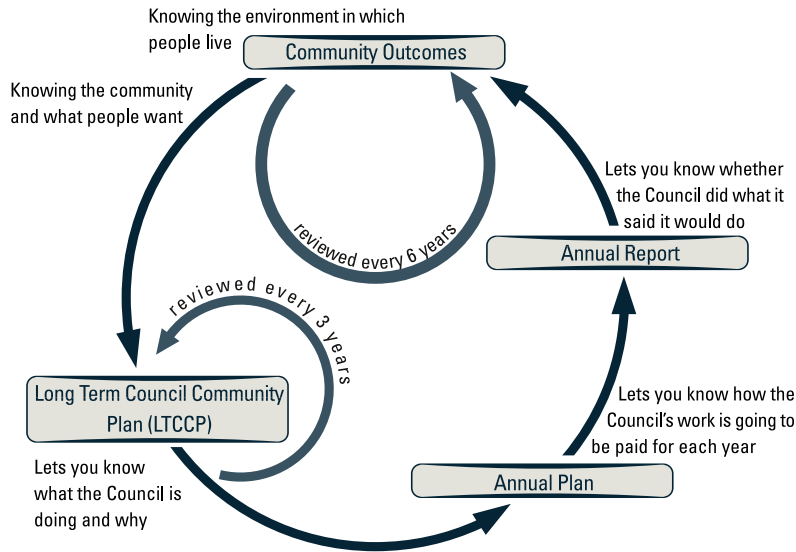 Knowing the environment in which
people live
Community Outcomes
Knowing the community
and what people want
reviewed every 6 years
Lets you know whether
the Council did what it
said it would do
Annual Report
reviewed every 3 years
Long Term Council Community
Plan (LTCCP)
Lets you know how the
Council's work is going to
be paid for each year
Lets you know
what the Council is
doing and why
Annual Plan